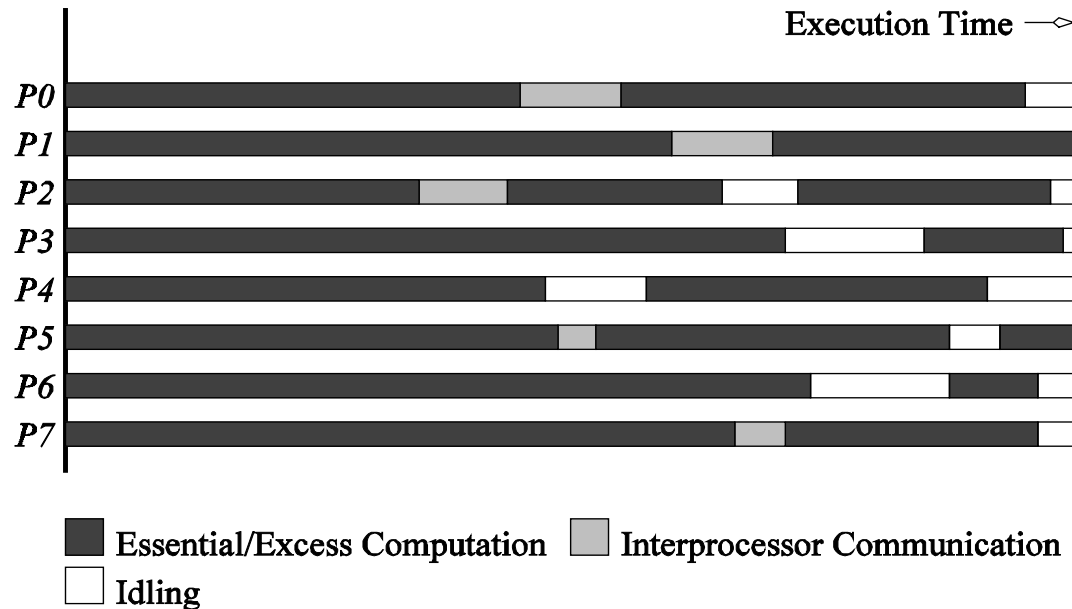 Execution Time
P0
P1
P2
P3
P4
P5
P6
P7
Essential/Excess Computation Interprocessor Communication
Idling